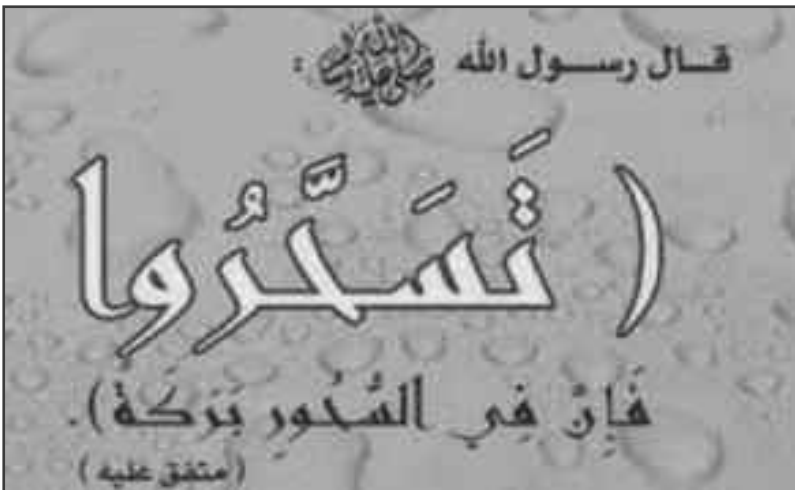 قال رسول الله ﷺ :
( تَسَحَّرُوا
فَإِنَّ فِي السُّحُورِ بَرَكَةً ).
( متفق عليه )